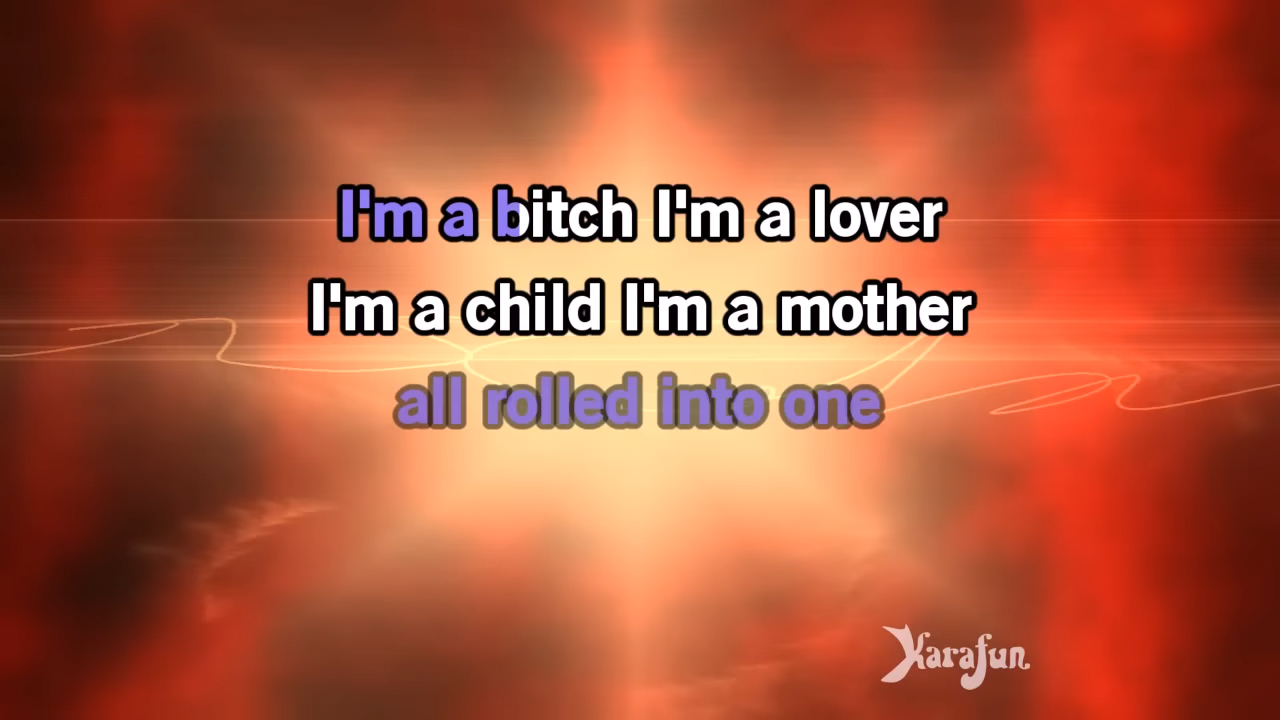 I'm a bitch I'm a lover
I'm a child I'm a mother
all rolled into one
Karafun